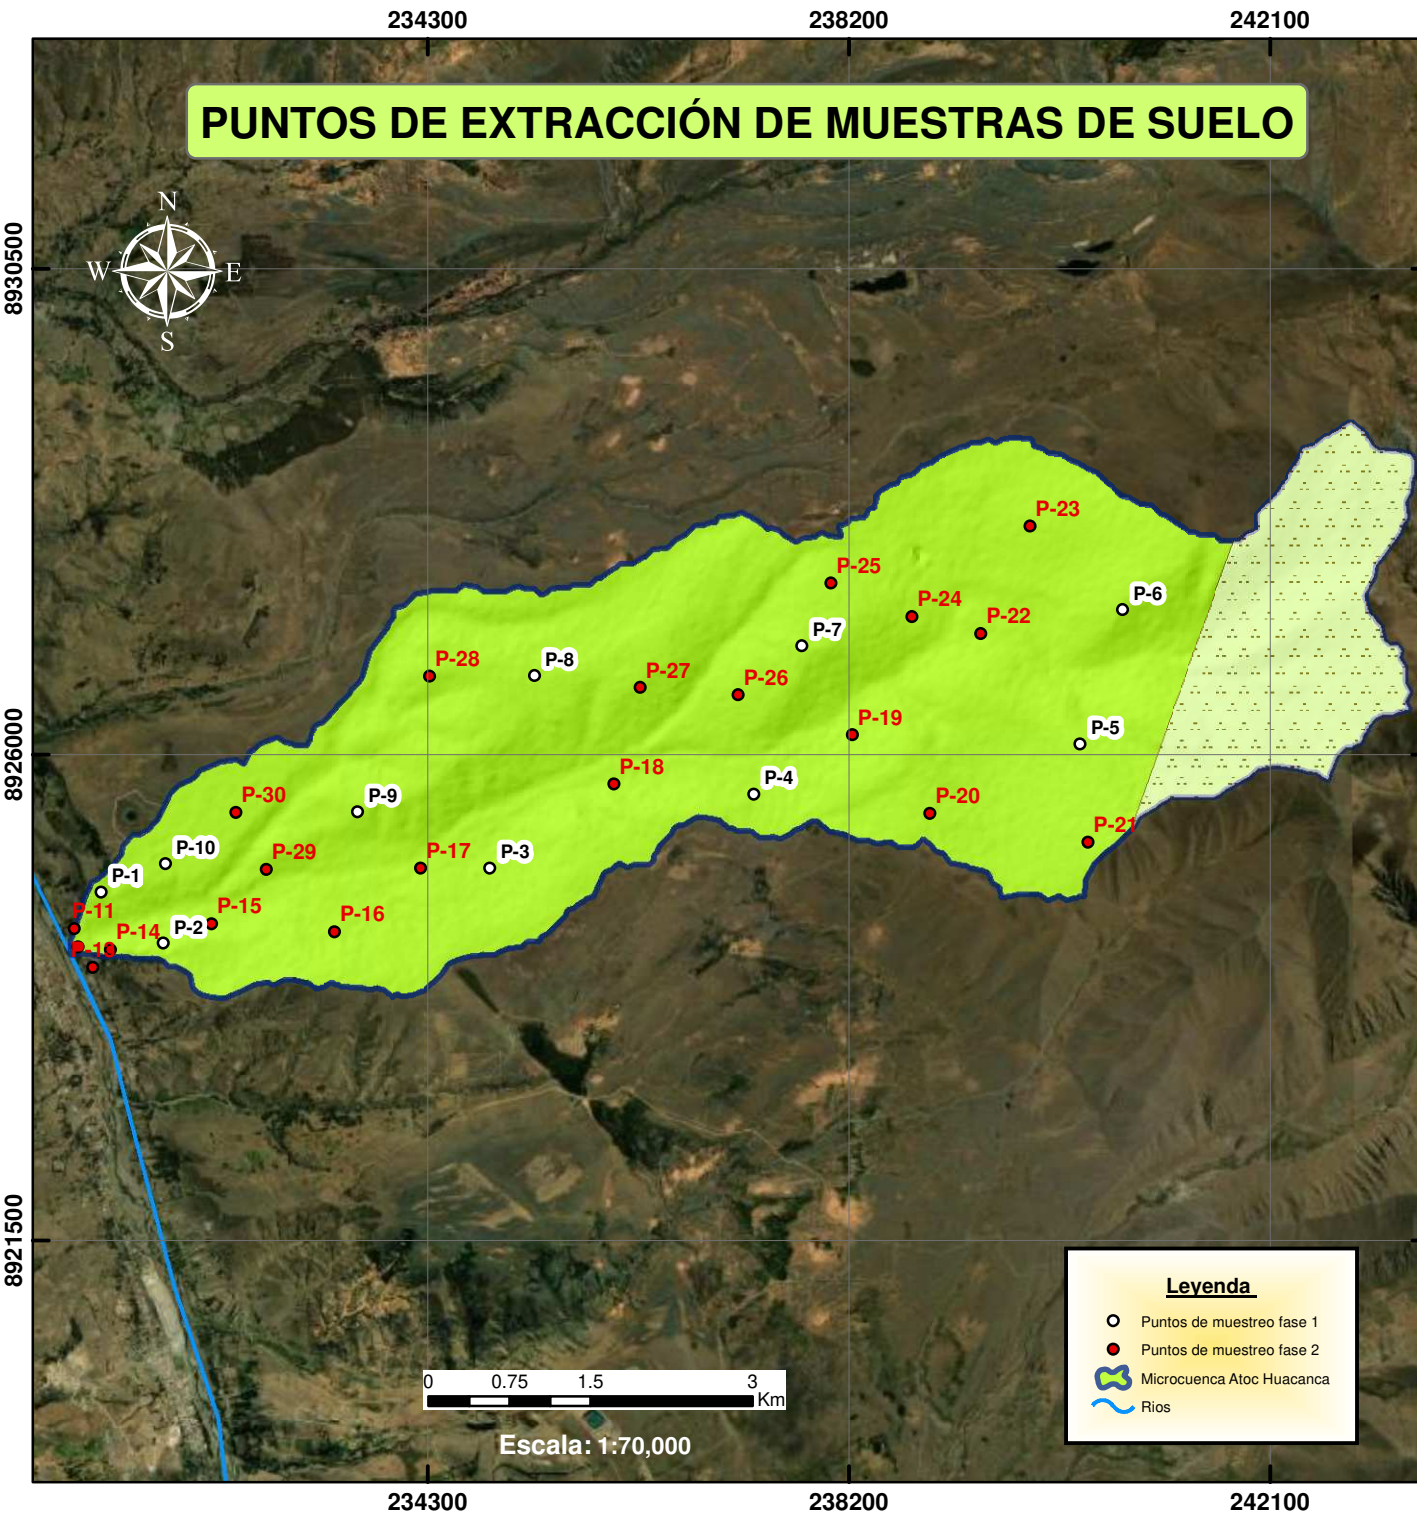 234300
238200
242100
PUNTOS DE EXTRACCIÓN DE MUESTRAS DE SUELO
N
W
E
S
8930500
8926000
8921500
P-23
P-25
P-6
P-24
P-22
P-7
P-28
P-8
P-27
P-26
P-19
P-5
P-18
P-4
P-30
P-9
P-20
P-21
P-10
P-29
P-17
P-3
P-1
P-11
P-15
P-14
P-2
P-16
P-13
Leyenda
Puntos de muestreo fase 1
Puntos de muestreo fase 2
Microcuenca Atoc Huacanca
Rios
0 0.75 1.5 3
Km
Escala: 1:70,000
234300
238200
242100